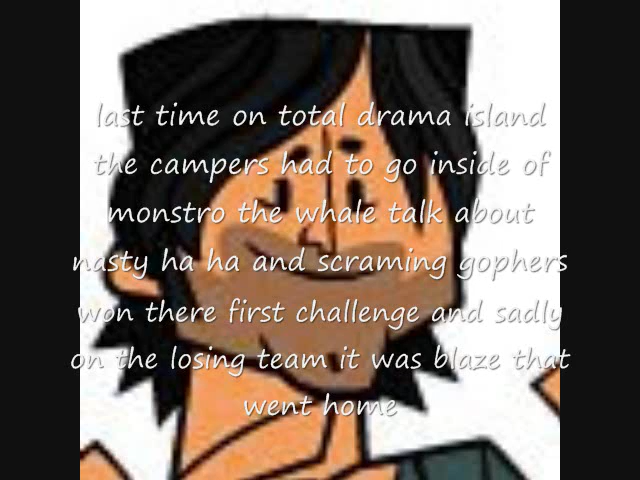 last time on total drama island
the campers had to go inside of
monstro the whale talk about
nasty ha ha and scraming gophers
won there first challenge and sadly
on the losing team it was blaze that
went home